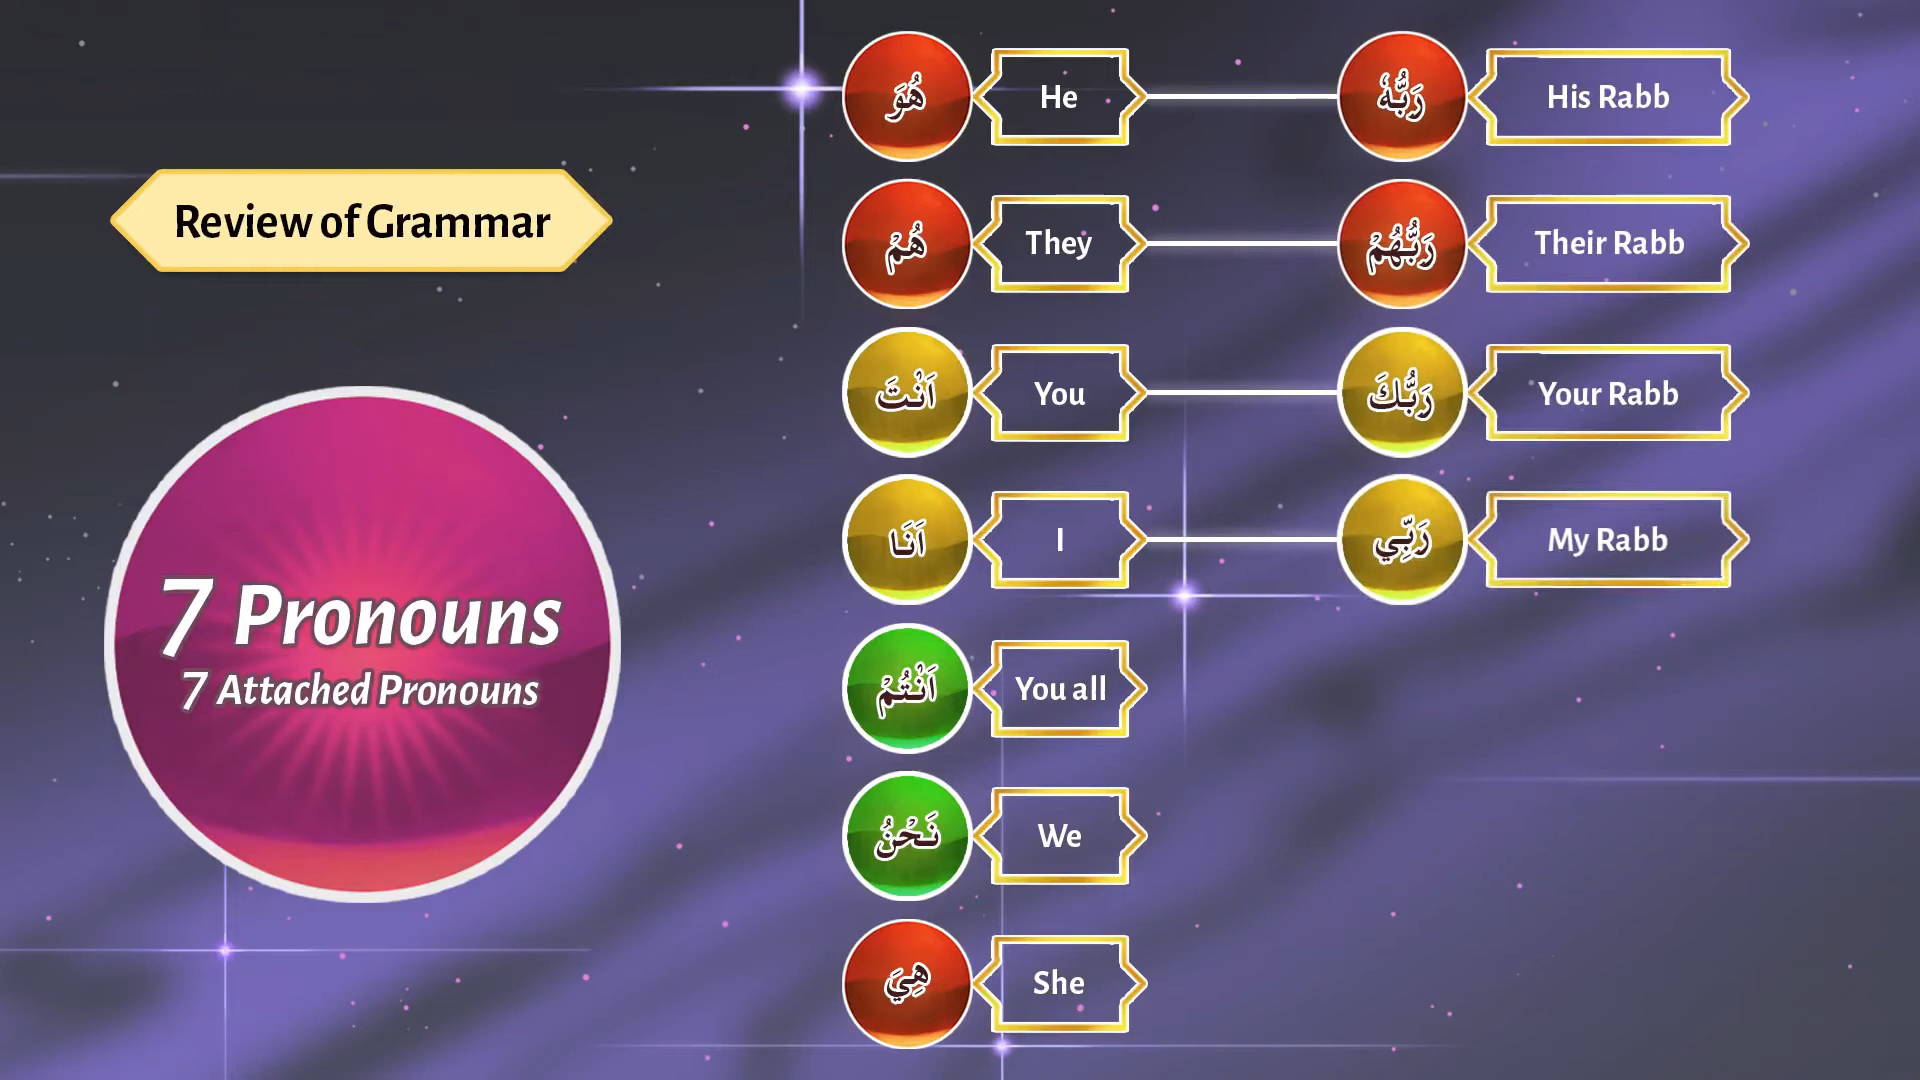 Review of Grammar
7 Pronouns
7 Attached Pronouns
هُوَ He رَبُّهٗ His Rabb
هُمْ They رَبُّهُمْ Their Rabb
اَنْتَ You رَبُّكَ Your Rabb
اَنَا I رَبِّي My Rabb
اَنْتُمْ You all
نَحْنُ We
هِيَ She